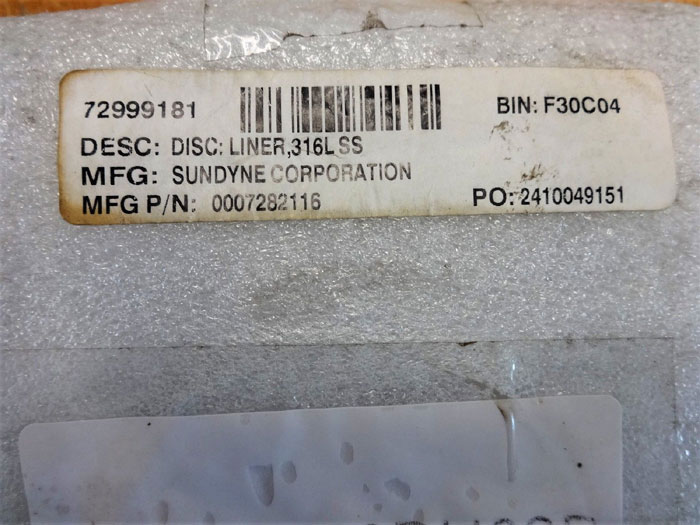 72999181 BIN: F30C04
DESC: DISC: LINER,316L SS
MFG: SUNDYNE CORPORATION
MFG P/N: 0007282116 PO: 2410049151